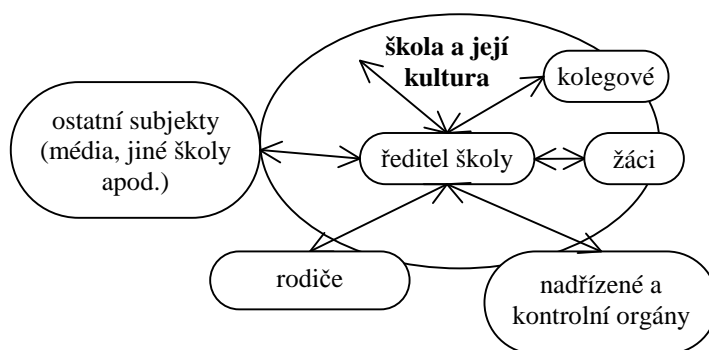 škola a její
kultura
kolegové
ostatní subjekty
(média, jiné školy
apod.)
ředitel školy
žáci
rodiče
nadřízené a
kontrolní orgány